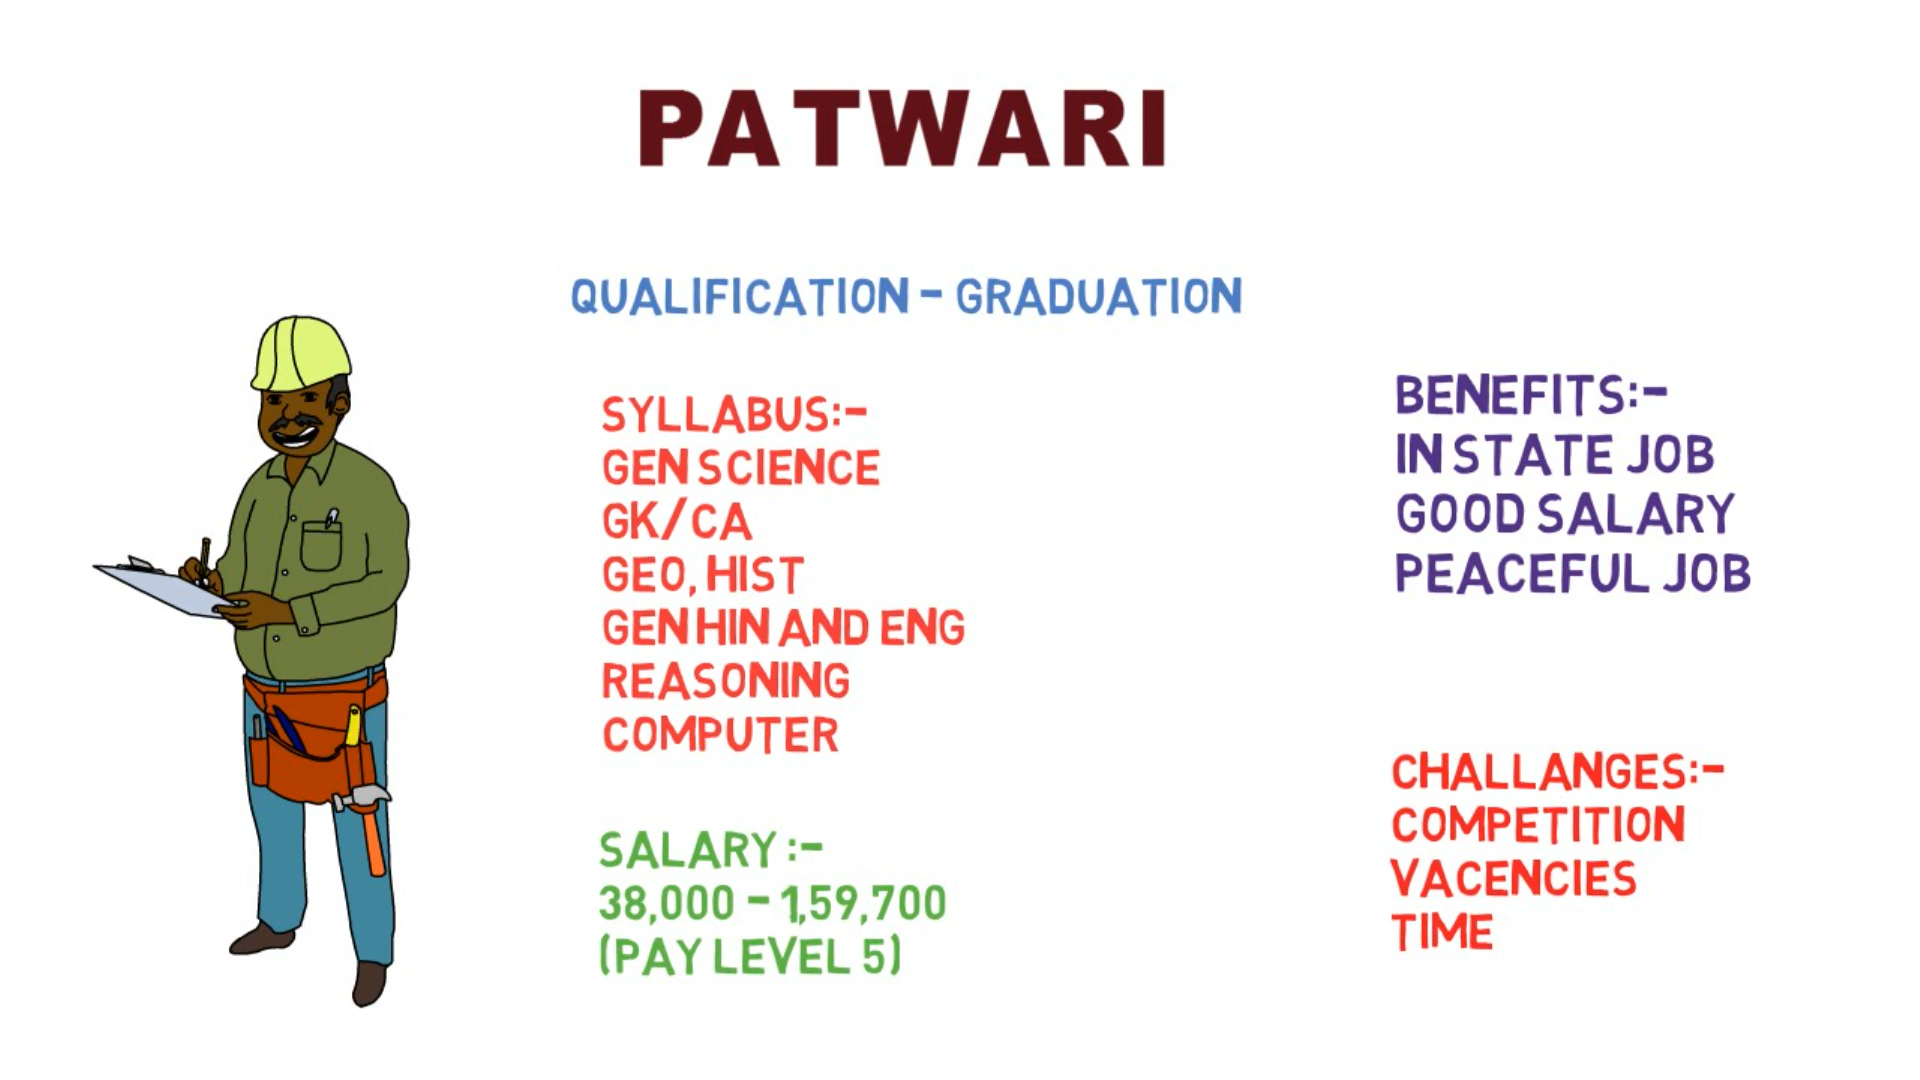 PATWARI
QUALIFICATION - GRADUATION
SYLLABUS:-
GEN SCIENCE
GK/CA
GEO, HIST
GEN HIN AND ENG
REASONING
COMPUTER
SALARY :-
38,000 - 1,59,700
(PAY LEVEL 5)
BENEFITS:-
IN STATE JOB
GOOD SALARY
PEACEFUL JOB
CHALLANGES:-
COMPETITION
VACENCIES
TIME